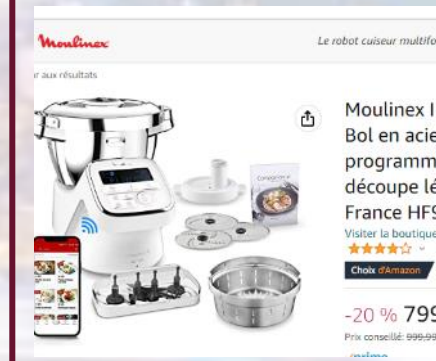 Moulinex
Le robot cuiseur multifo
r aux résultats
Moulinex I
Bol en acie
programm
découpe lé
France HF9
Visiter la boutique
Choix d'Amazon
-20 % 799
Prix conseillé: 999,99
prime